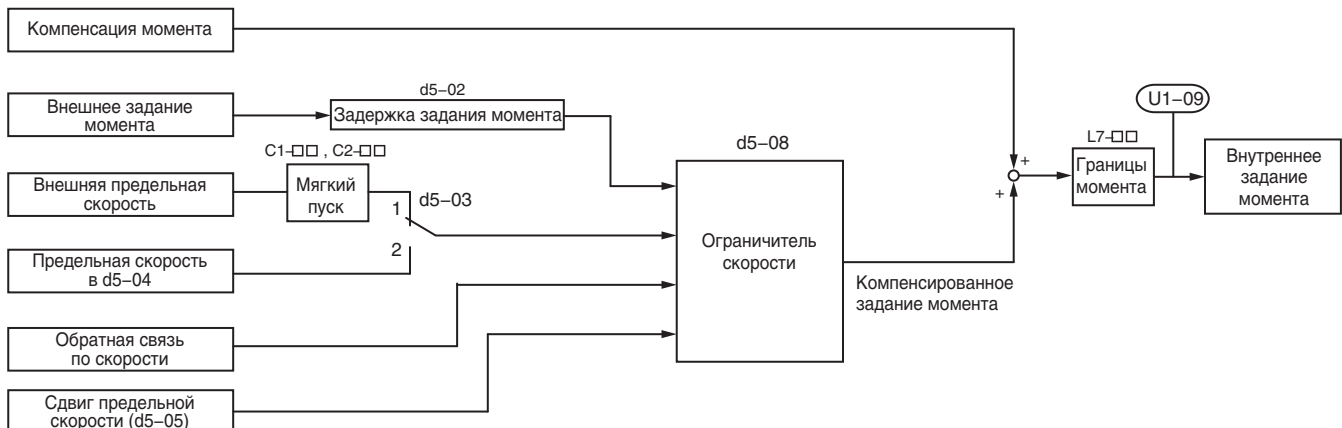 Компенсация момента
Внешнее задание
момента
d5–02
Задержка задания момента
C1-□□ , C2-□□
Внешняя предельная
скорость
Мягкий
пуск
1
d5–03
2
Предельная скорость
в d5–04
Обратная связь
по скорости
Сдвиг предельной
скорости (d5–05)
d5–08
Ограничитель
скорости
Компенсированное
задание момента
+
+
L7-□□
Границы
момента
U1–09
Внутреннее
задание
момента